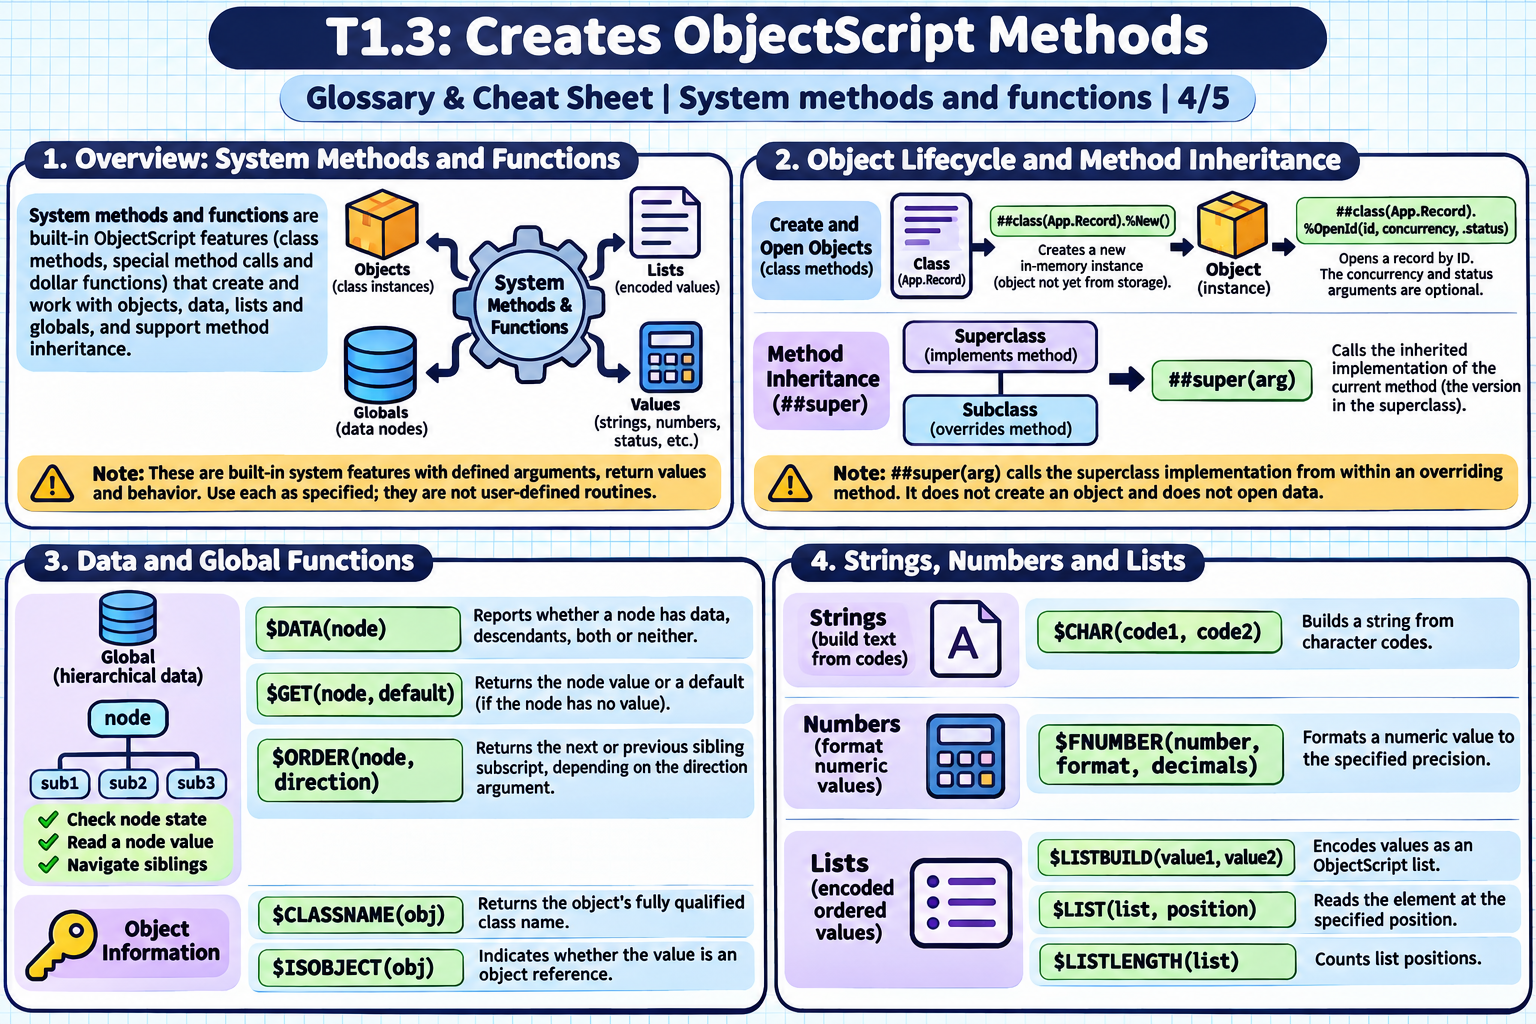 T1.3: Creates ObjectScript Methods
Glossary & Cheat Sheet | System methods and functions | 4/5
1. Overview: System Methods and Functions
System methods and functions are
built-in ObjectScript features (class
methods, special method calls and
dollar functions) that create and
work with objects, data, lists and
globals, and support method
inheritance.
Objects
(class instances)
Lists
(encoded values)
System
Methods &
Functions
Globals
(data nodes)
Values
(strings, numbers,
status, etc.)
Note: These are built-in system features with defined arguments, return values
and behavior. Use each as specified; they are not user-defined routines.
2. Object Lifecycle and Method Inheritance
Create and
Open Objects
(class methods)
Class
(App.Record)
##class(App.Record).%New()
Creates a new
in-memory instance
(object not yet from storage).
Object
(instance)
##class(App.Record).
%OpenId(id, concurrency, .status)
Opens a record by ID.
The concurrency and status
arguments are optional.
Method
Inheritance
(##super)
Superclass
(implements method)
Subclass
(overrides method)
##super(arg)
Calls the inherited
implementation of the
current method (the version
in the superclass).
Note: ##super(arg) calls the superclass implementation from within an overriding
method. It does not create an object and does not open data.
3. Data and Global Functions
Global
(hierarchical data)
node
sub1
sub2
sub3
Check node state
Read a node value
Navigate siblings
$DATA(node)
Reports whether a node has data,
descendants, both or neither.
$GET(node, default)
Returns the node value or a default
(if the node has no value).
$ORDER(node,
direction)
Returns the next or previous sibling
subscript, depending on the direction
argument.
Object
Information
$CLASSNAME(obj)
Returns the object's fully qualified
class name.
$ISOBJECT(obj)
Indicates whether the value is an
object reference.
4. Strings, Numbers and Lists
Strings
(build text
from codes)
A
$CHAR(code1, code2)
Builds a string from
character codes.
Numbers
(format
numeric
values)
$FNUMBER(number,
format, decimals)
Formats a numeric value to
the specified precision.
Lists
(encoded
ordered
values)
$LISTBUILD(value1, value2)
Encodes values as an
ObjectScript list.
$LIST(list, position)
Reads the element at the
specified position.
$LISTLENGTH(list)
Counts list positions.